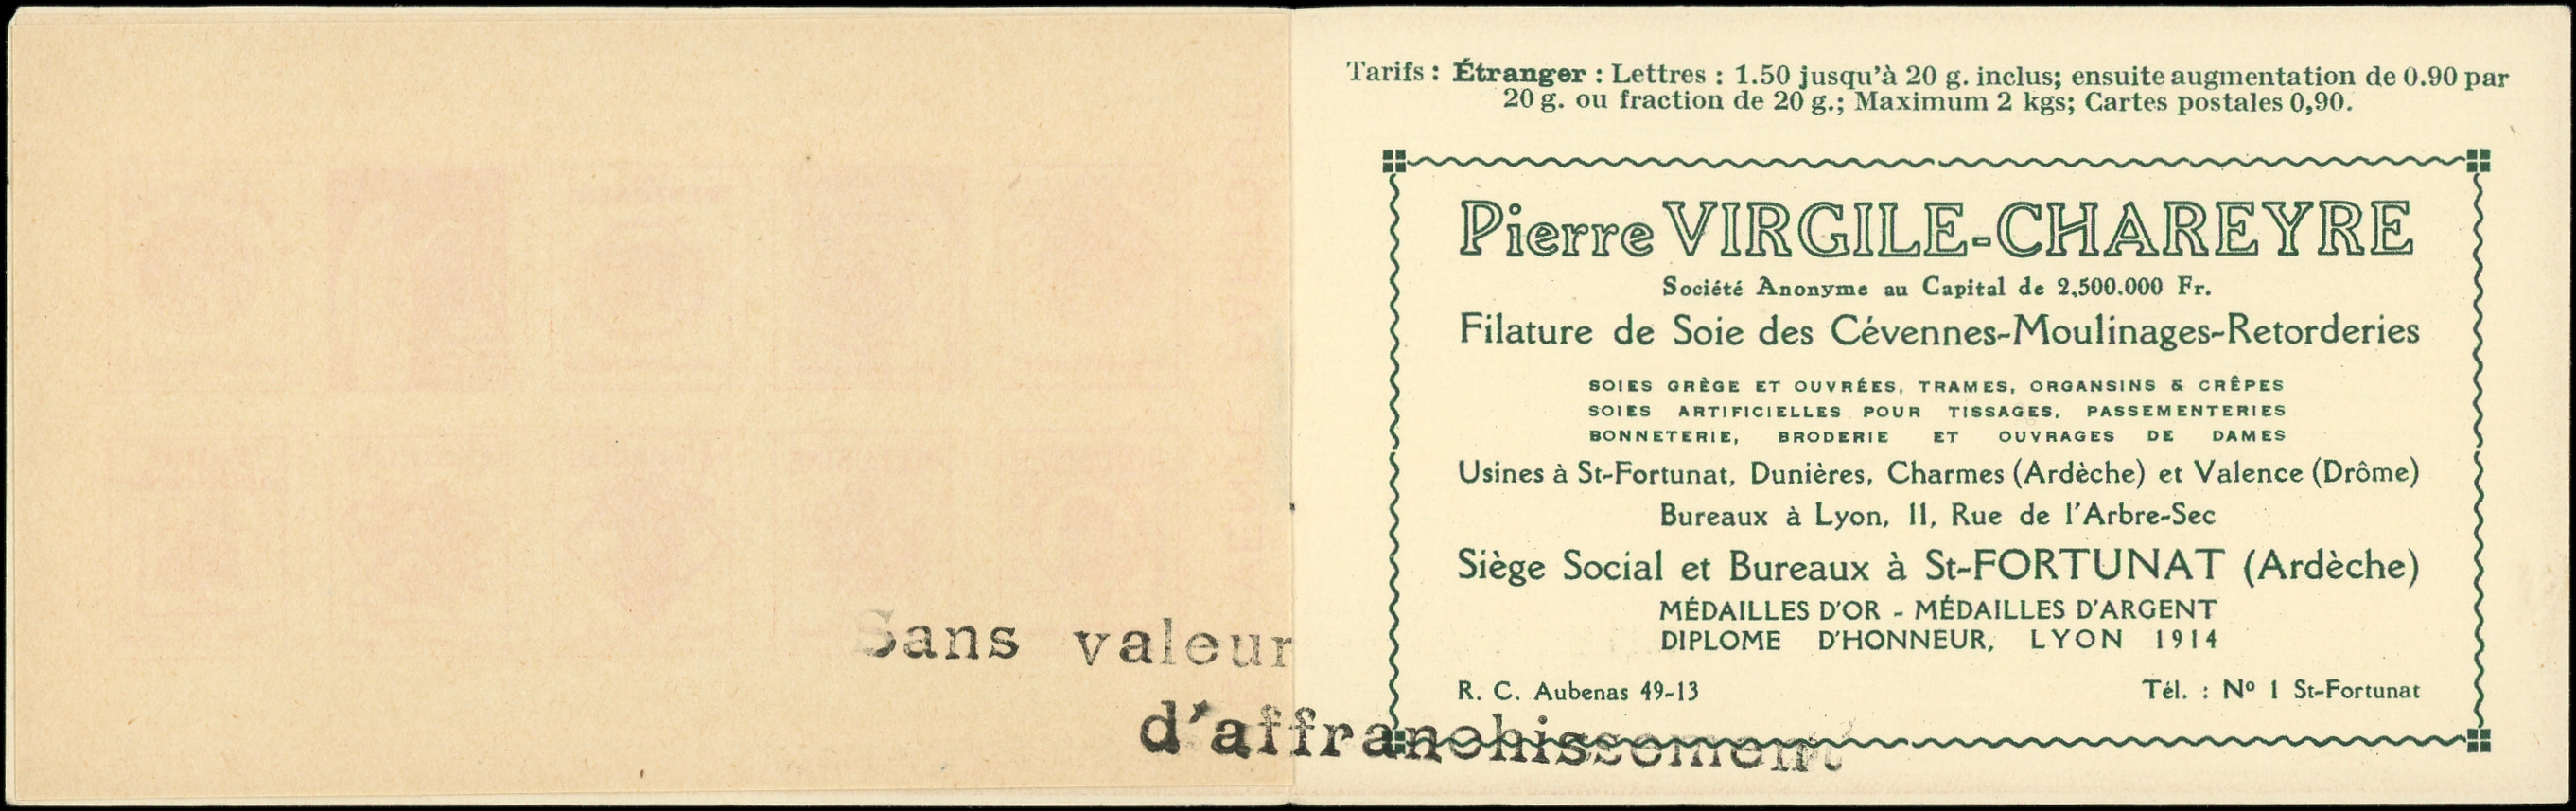 Tarifs : Étranger : Lettres : 1.50 jusqu'à 20 g. inclus; ensuite augmentation de 0.90 par
20 g. ou fraction de 20 g.; Maximum 2 kgs; Cartes postales 0,90.
Pierre VIRGILE-CHAREYRE
Société Anonyme au Capital de 2,500.000 Fr.
Filature de Soie des Cévennes-Moulinages-Retorderies
SOIES GRÈGE ET OUVRÉES, TRAMES, ORGANSINS & CRÊPES
SOIES ARTIFICIELLES POUR TISSAGES, PASSEMENTERIES
BONNETERIE, BRODERIE ET OUVRAGES DE DAMES
Usines à St-Fortunat, Dunières, Charmes (Ardèche) et Valence (Drôme)
Bureaux à Lyon, 11, Rue de l'Arbre-Sec
Siège Social et Bureaux à St-FORTUNAT (Ardèche)
MÉDAILLES D'OR - MÉDAILLES D'ARGENT
DIPLOME D'HONNEUR, LYON 1914
R. C. Aubenas 49-13
Tél. : Nº 1 St-Fortunat
Sans valeur
d'affranchissement